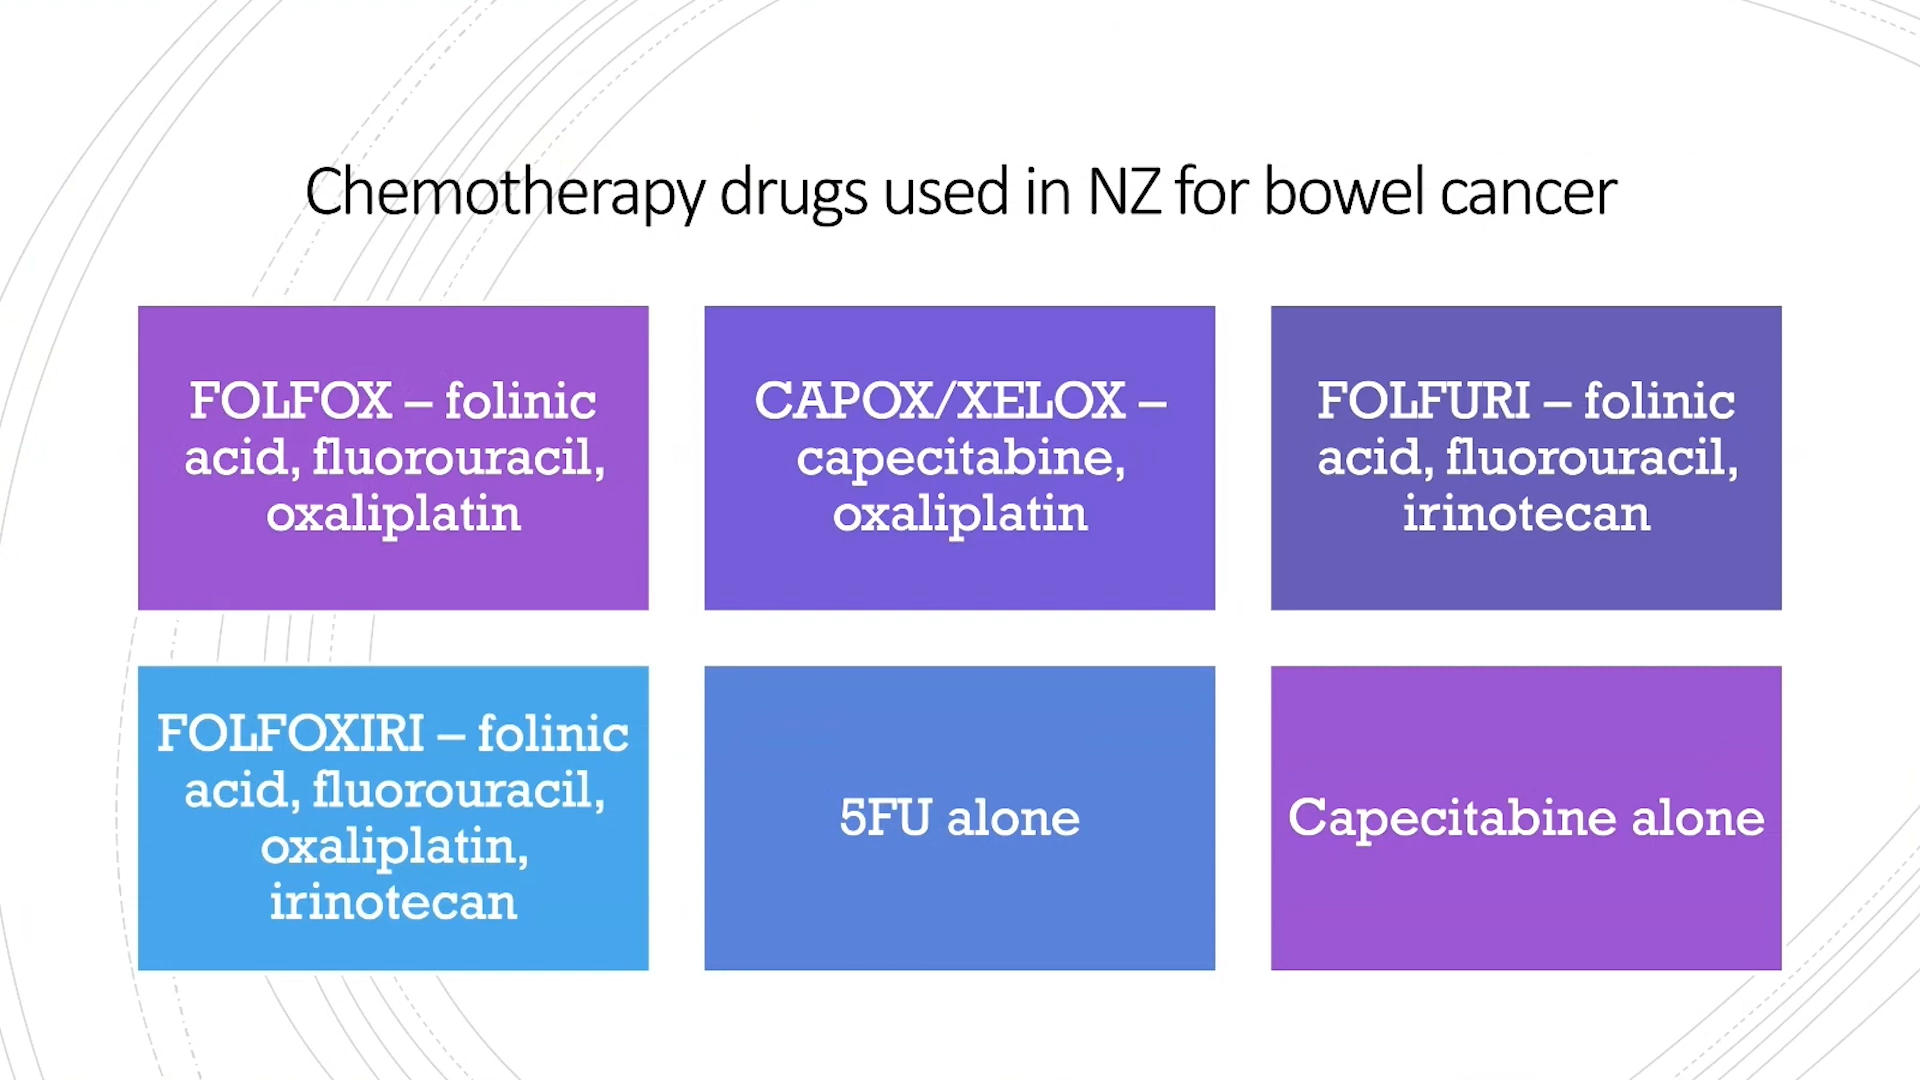 Chemotherapy drugs used in NZ for bowel cancer
FOLFOX – folinic
acid, fluorouracil,
oxaliplatin
CAPOX/XELOX –
capecitabine,
oxaliplatin
FOLFURI – folinic
acid, fluorouracil,
irinotecan
FOLFOXIRI – folinic
acid, fluorouracil,
oxaliplatin,
irinotecan
5FU alone
Capecitabine alone